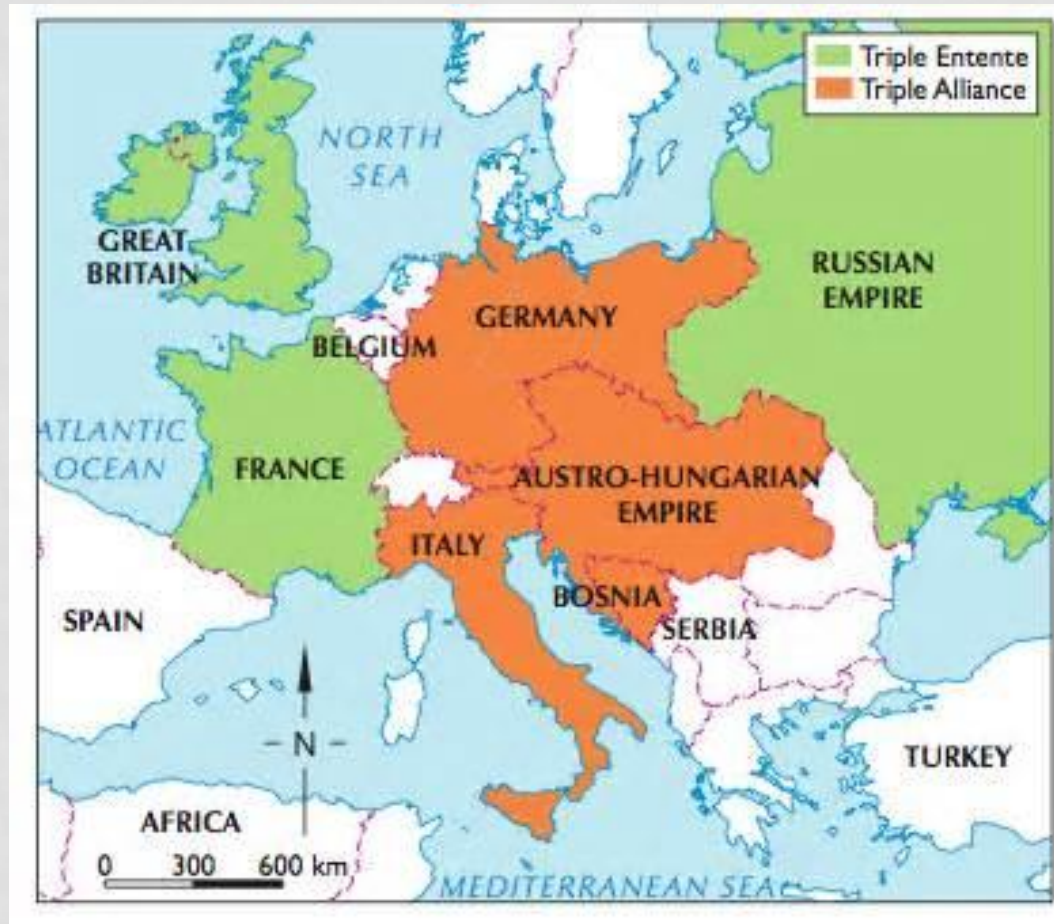 Triple Entente
Triple Alliance
NORTH
SEA
GREAT
BRITAIN
RUSSIAN
EMPIRE
GERMANY
BELGIUM
ATLANTIC
OCEAN
FRANCE
AUSTRO-HUNGARIAN
EMPIRE
ITALY
BOSNIA
SPAIN
SERBIA
N
TURKEY
AFRICA
0 300 600 km
MEDITERRANEAN SEA